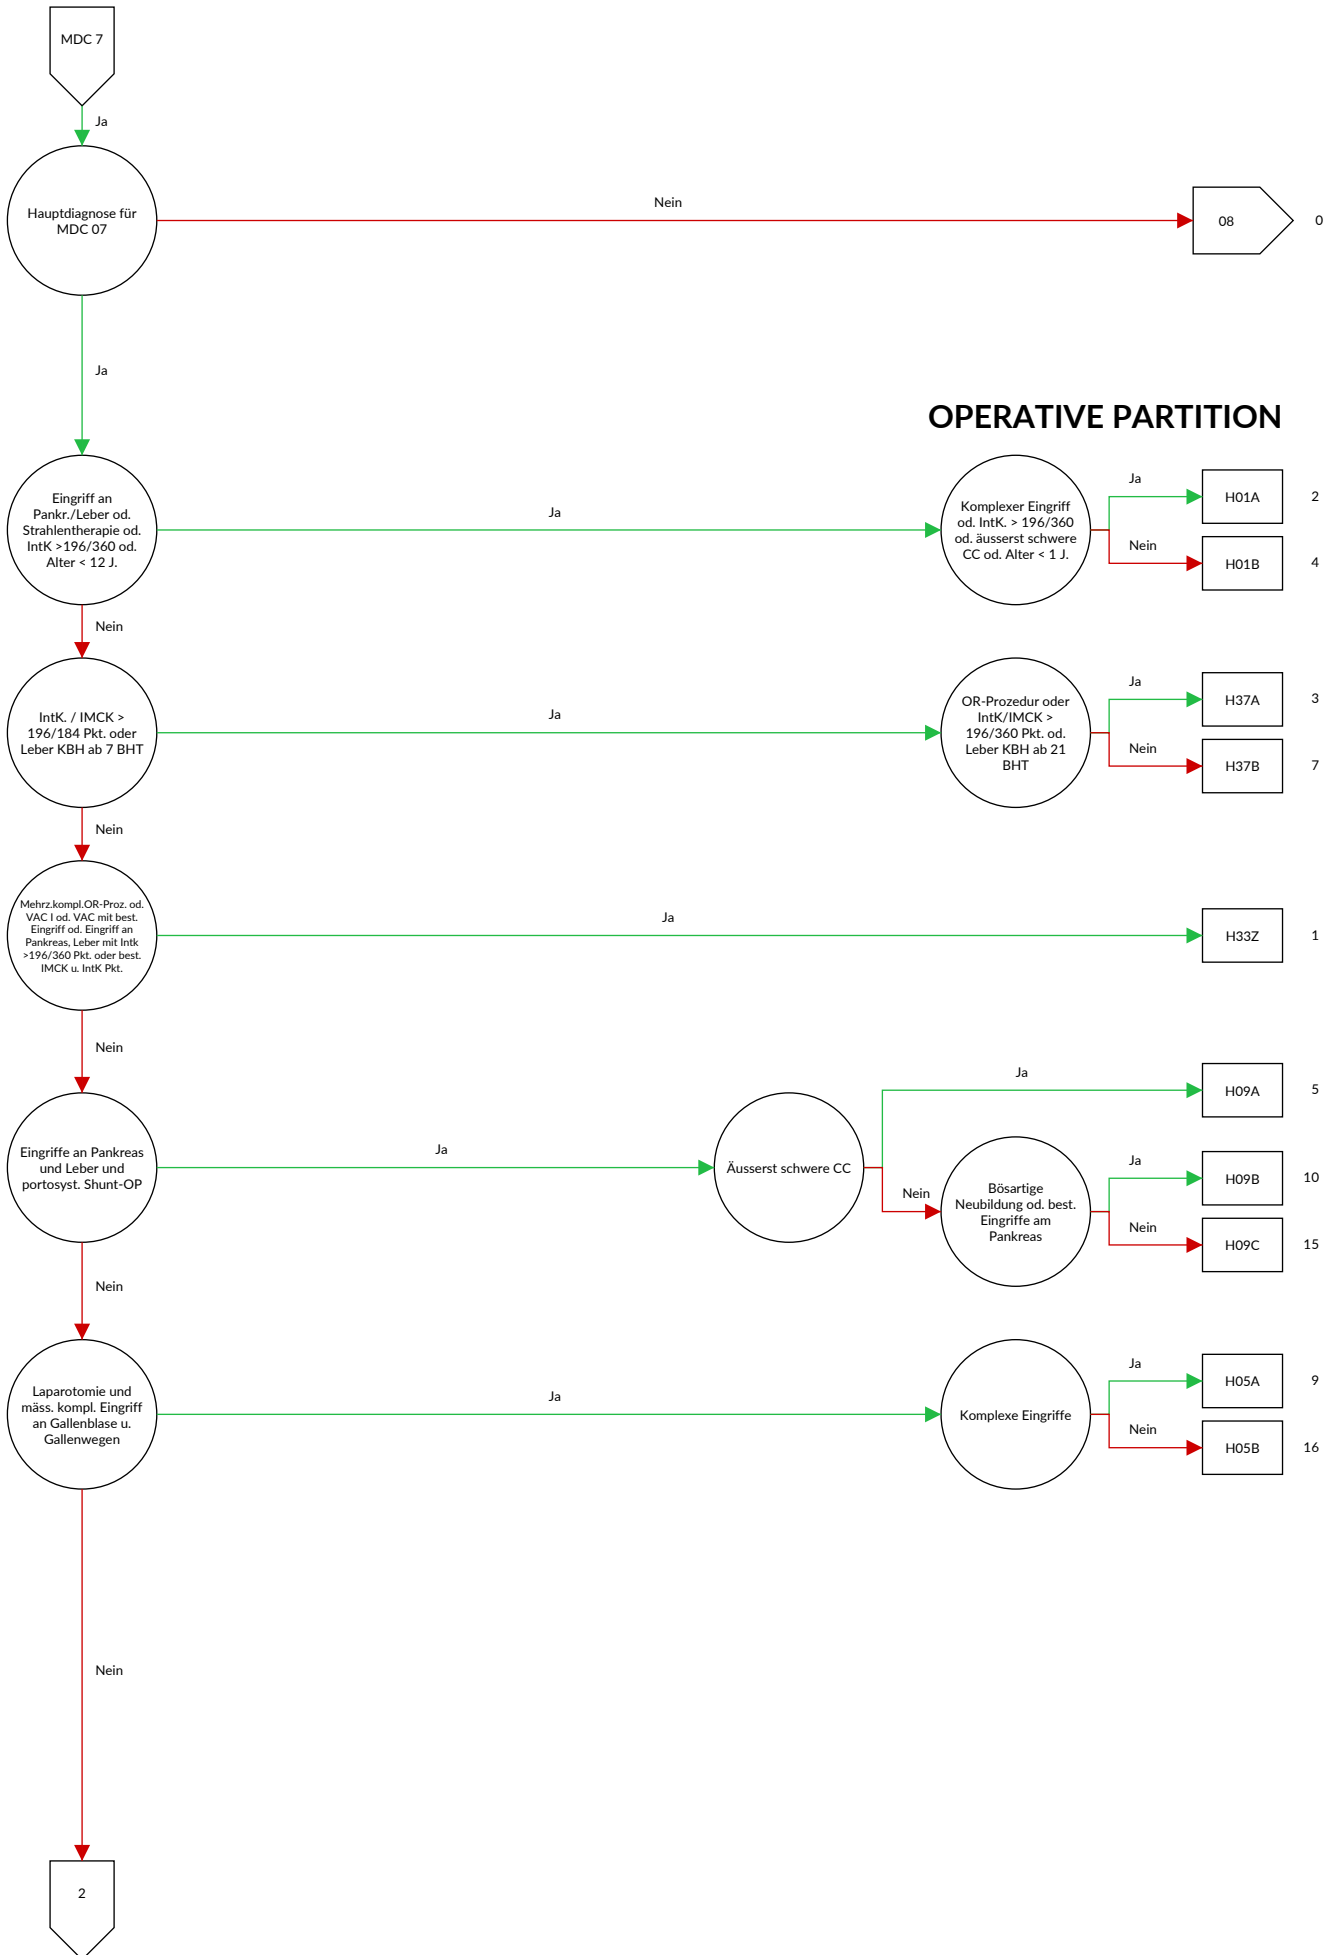 MDC 7
Ja
Hauptdiagnose für
MDC 07
Nein
08
0
Ja
OPERATIVE PARTITION
Eingriff an
Pankr./Leber od.
Strahlentherapie od.
IntK >196/360 od.
Alter < 12 J.
Ja
Komplexer Eingriff
od. IntK. > 196/360
od. äusserst schwere
CC od. Alter < 1 J.
Ja
H01A
2
Nein
H01B
4
Nein
IntK. / IMCK >
196/184 Pkt. oder
Leber KBH ab 7 BHT
Ja
OR-Prozedur oder
IntK/IMCK >
196/360 Pkt. od.
Leber KBH ab 21
BHT
Ja
H37A
3
Nein
H37B
7
Nein
Mehrz.kompl.OR-Proz. od.
VAC I od. VAC mit best.
Eingriff od. Eingriff an
Pankreas, Leber mit Intk
>196/360 Pkt. oder best.
IMCK u. IntK Pkt.
Ja
H33Z
1
Nein
Eingriffe an Pankreas
und Leber und
portosyst. Shunt-OP
Ja
Äusserst schwere CC
Ja
H09A
5
Nein
Bösartige
Neubildung od. best.
Eingriffe am
Pankreas
Ja
H09B
10
Nein
H09C
15
Nein
Laparotomie und
mäss. kompl. Eingriff
an Gallenblase u.
Gallenwegen
Ja
Komplexe Eingriffe
Ja
H05A
9
Nein
H05B
16
Nein
2